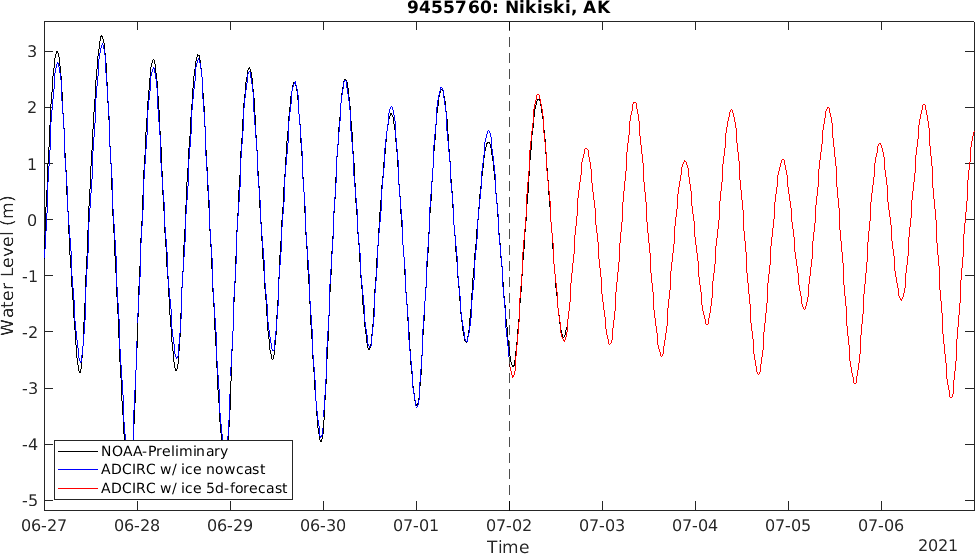 9455760: Nikiski, AK
Water Level (m)
3
2
1
0
-1
-2
-3
-4
-5
NOAA-Preliminary
ADCIRC w/ ice nowcast
ADCIRC w/ ice 5d-forecast
06-27 06-28 06-29 06-30 07-01 07-02 07-03 07-04 07-05 07-06
Time
2021